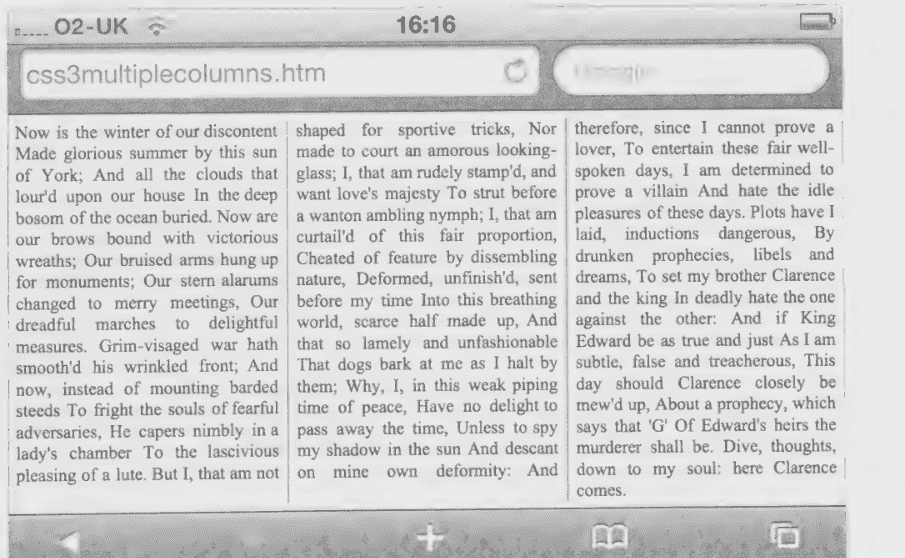 O2-UK
16:16
css3multiplecolumns.htm
Now is the winter of our discontent
Made glorious summer by this sun
of York; And all the clouds that
lour'd upon our house In the deep
bosom of the ocean buried. Now are
our brows bound with victorious
wreaths; Our bruised arms hung up
for monuments; Our stern alarums
changed to merry meetings, Our
dreadful marches to delightful
measures. Grim-visaged war hath
smooth'd his wrinkled front; And
now, instead of mounting barded
steeds To fright the souls of fearful
adversaries, He capers nimbly in a
lady's chamber To the lascivious
pleasing of a lute. But I, that am not
shaped for sportive tricks, Nor
made to court an amorous looking-
glass; I, that am rudely stamp'd, and
want love's majesty To strut before
a wanton ambling nymph; I, that am
curtail'd of this fair proportion,
Cheated of feature by dissembling
nature, Deformed, unfinish'd, sent
before my time Into this breathing
world, scarce half made up, And
that so lamely and unfashionable
That dogs bark at me as I halt by
them; Why, I, in this weak piping
time of peace, Have no delight to
pass away the time, Unless to spy
my shadow in the sun And descant
on mine own deformity: And
therefore, since I cannot prove a
lover, To entertain these fair well-
spoken days, I am determined to
prove a villain And hate the idle
pleasures of these days. Plots have I
laid, inductions dangerous, By
drunken prophecies, libels and
dreams, To set my brother Clarence
and the king In deadly hate the one
against the other: And if King
Edward be as true and just As I am
subtle, false and treacherous, This
day should Clarence closely be
mew'd up, About a prophecy, which
says that 'G' Of Edward's heirs the
murderer shall be. Dive, thoughts,
down to my soul: here Clarence
comes.